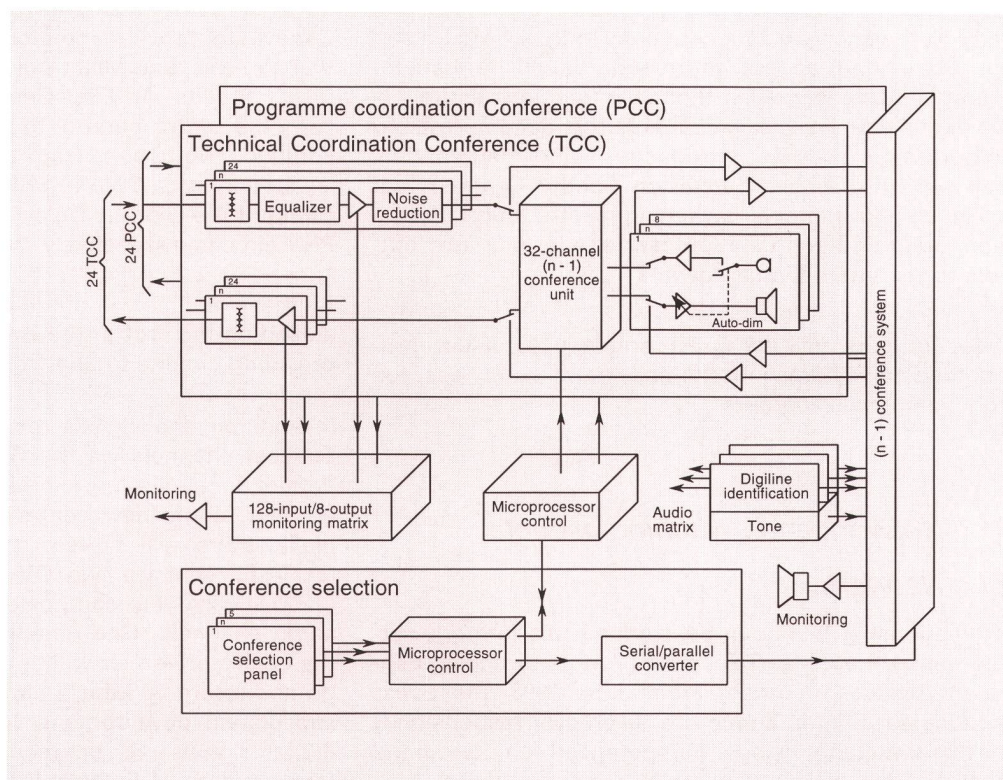 Programme coordination Conference (PCC)
Technical Coordination Conference (TCC)
24
n
1
Equalizer
Noise
reduction
24 TCC
24 PCC
24
n
1
32-channel
(n - 1)
conference
unit
8
n
1
Auto-dim
(n - 1) conference system
Monitoring
128-input/8-output
monitoring matrix
Microprocessor
control
Audio
matrix
Digiline
identification
Tone
Monitoring
Conference selection
5
n
1
Conference
selection
panel
Microprocessor
control
Serial/parallel
converter